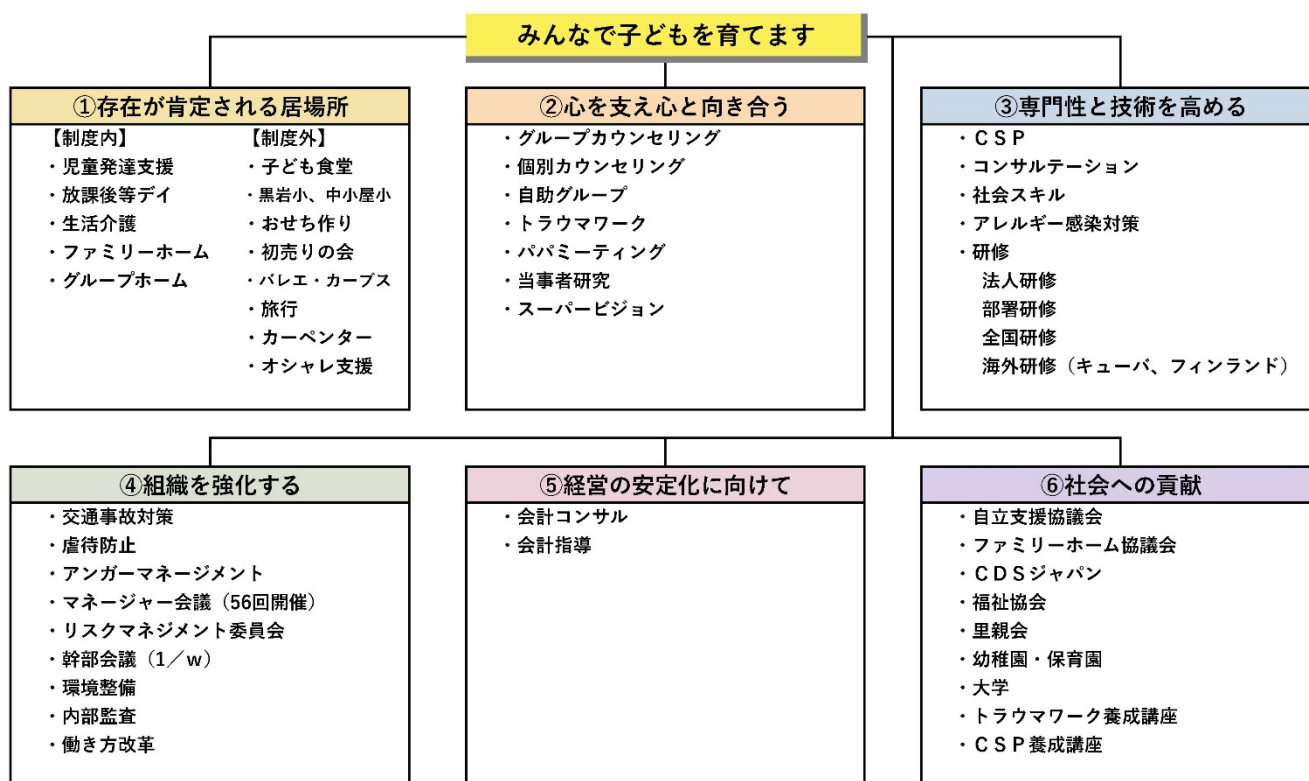 みんなで子どもを育てます
①存在が肯定される居場所
【制度内】
・児童発達支援
・放課後等デイ
・生活介護
・ファミリーホーム
・グループホーム
【制度外】
・子ども食堂
・黒岩小、中小屋小
・おせち作り
・初売りの会
・バレエ・カーブス
・旅行
・カーペンター
・オシャレ支援
②心を支え心と向き合う
・グループカウンセリング
・個別カウンセリング
・自助グループ
・トラウマワーク
・パパミーティング
・当事者研究
・スーパービジョン
③専門性と技術を高める
・ＣＳＰ
・コンサルテーション
・社会スキル
・アレルギー感染対策
・研修
法人研修
部署研修
全国研修
海外研修（キューバ、フィンランド）
④組織を強化する
・交通事故対策
・虐待防止
・アンガーマネージメント
・マネージャー会議（56回開催）
・リスクマネジメント委員会
・幹部会議（1／w）
・環境整備
・内部監査
・働き方改革
⑤経営の安定化に向けて
・会計コンサル
・会計指導
⑥社会への貢献
・自立支援協議会
・ファミリーホーム協議会
・ＣＤＳジャパン
・福祉協会
・里親会
・幼稚園・保育園
・大学
・トラウマワーク養成講座
・ＣＳＰ養成講座